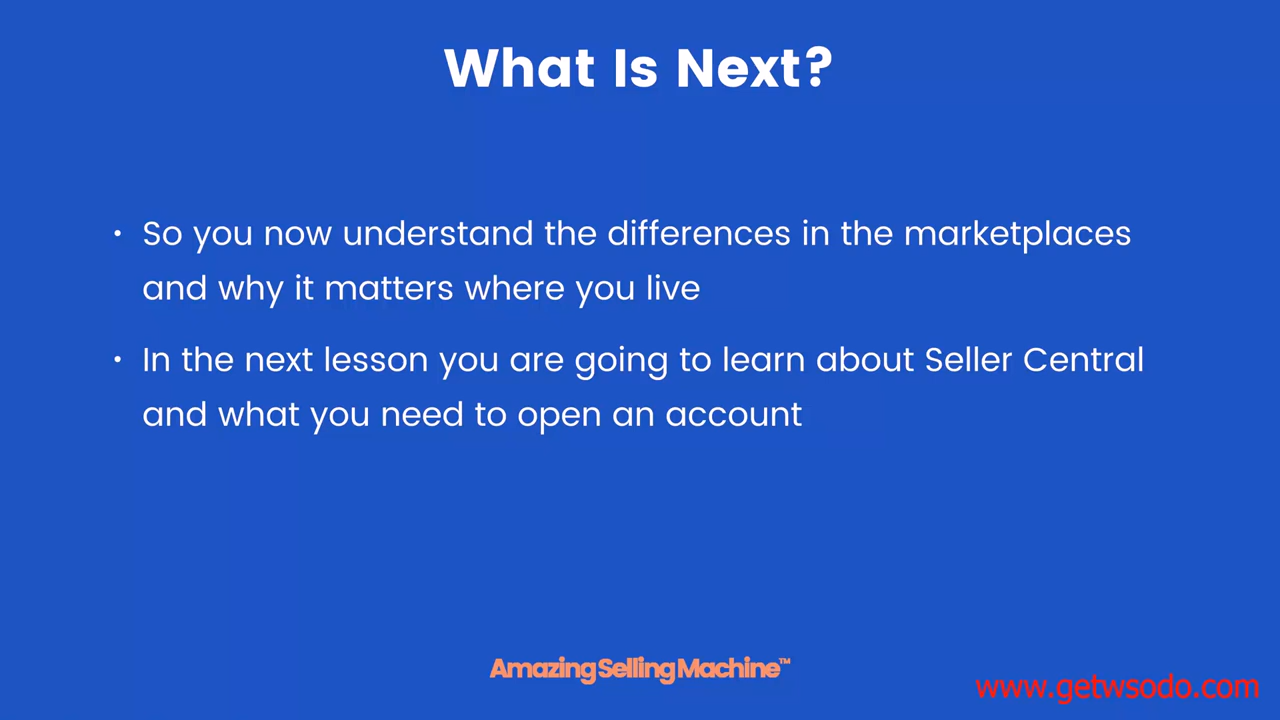 What Is Next?
• So you now understand the differences in the marketplaces
and why it matters where you live
• In the next lesson you are going to learn about Seller Central
and what you need to open an account
Amazing Selling Machine™
www.getwsodo.com